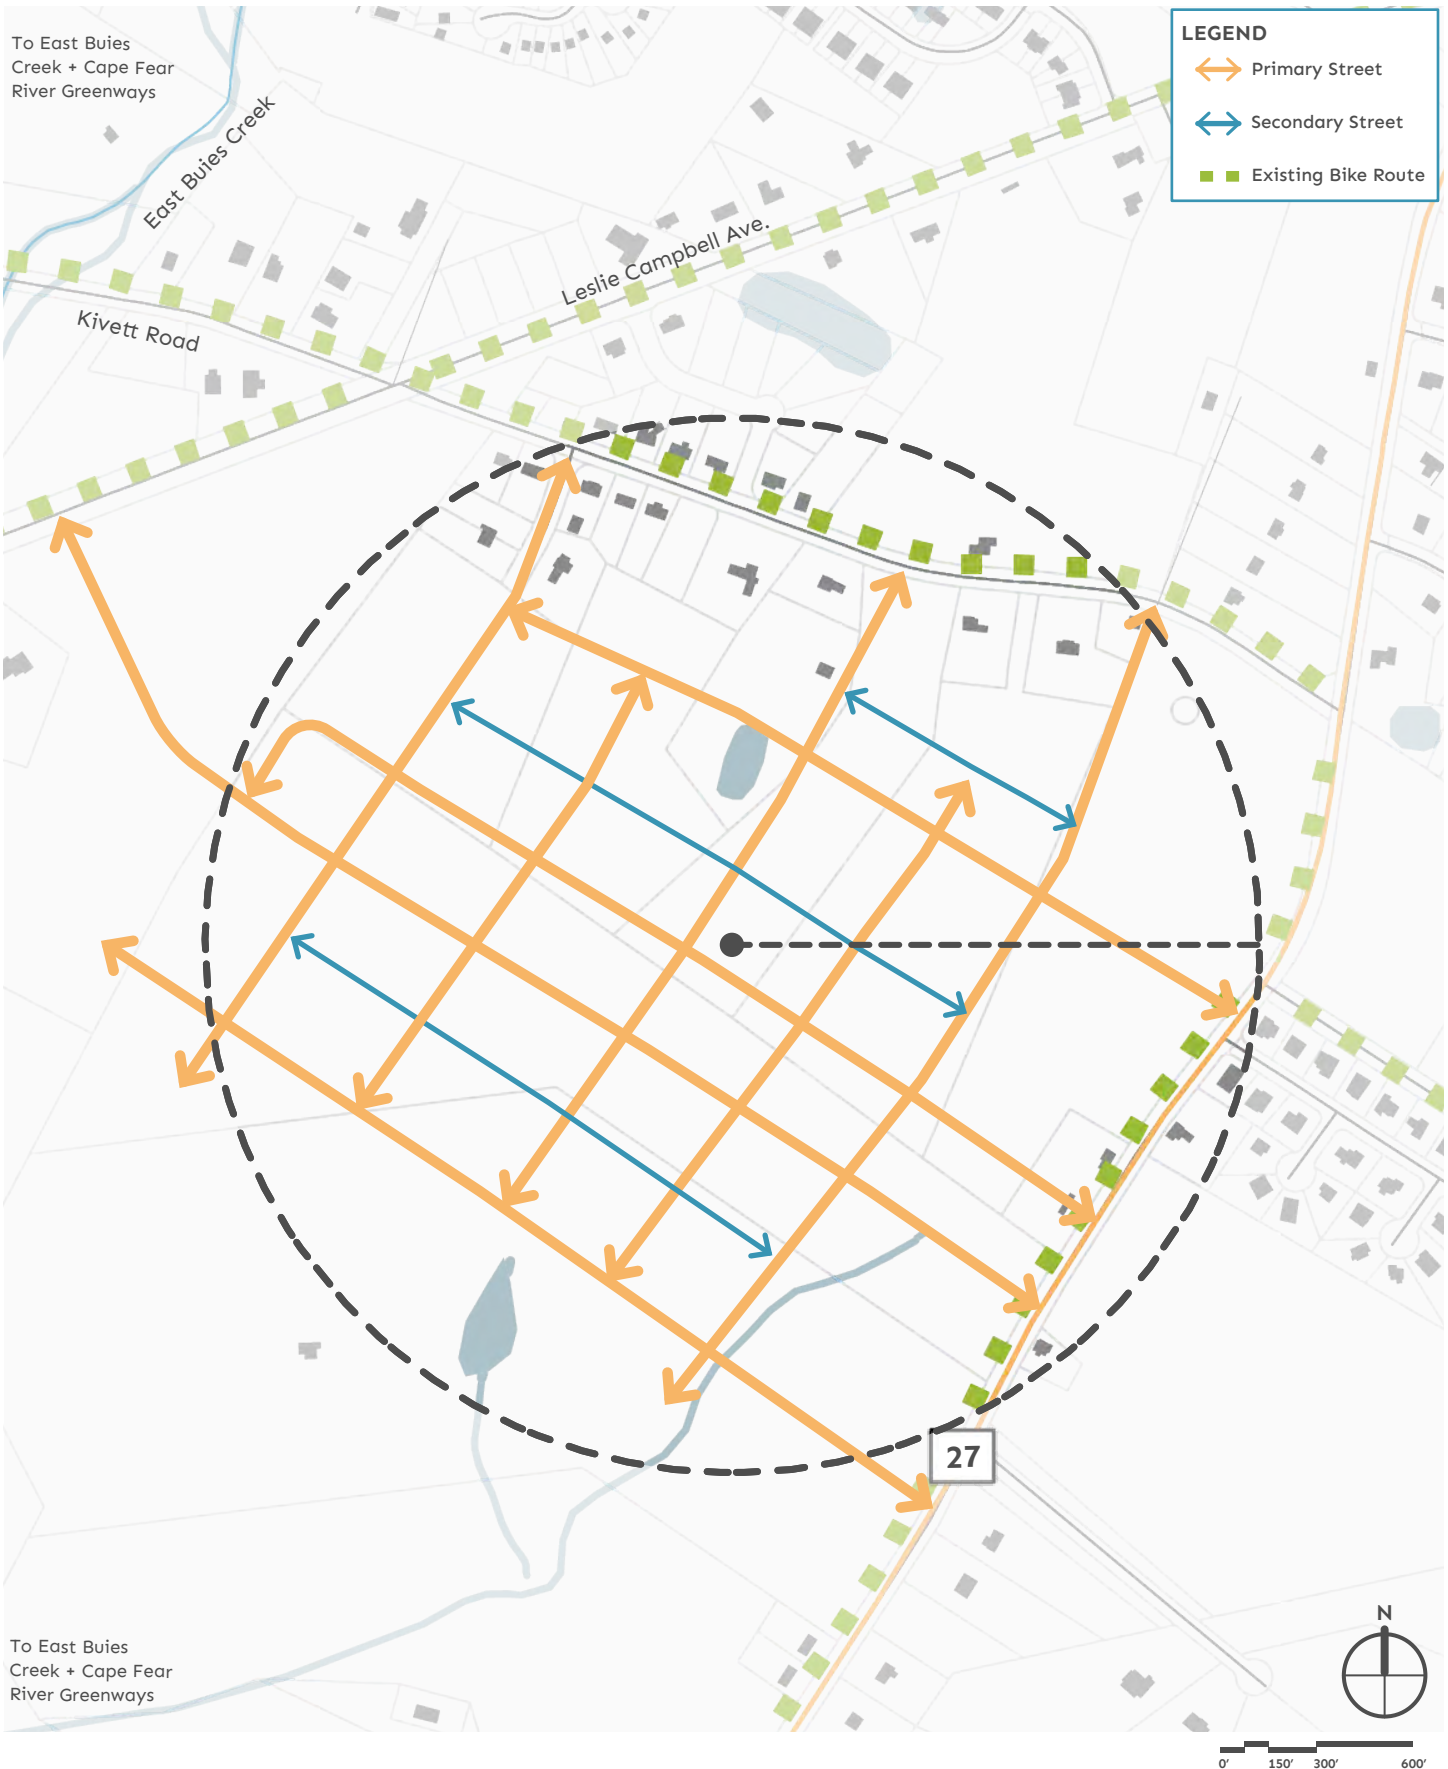 To East Buies
Creek + Cape Fear
River Greenways
LEGEND
Primary Street
Secondary Street
Existing Bike Route
East Buies Creek
Leslie Campbell Ave.
Kivett Road
27
To East Buies
Creek + Cape Fear
River Greenways
N
0' 150' 300' 600'